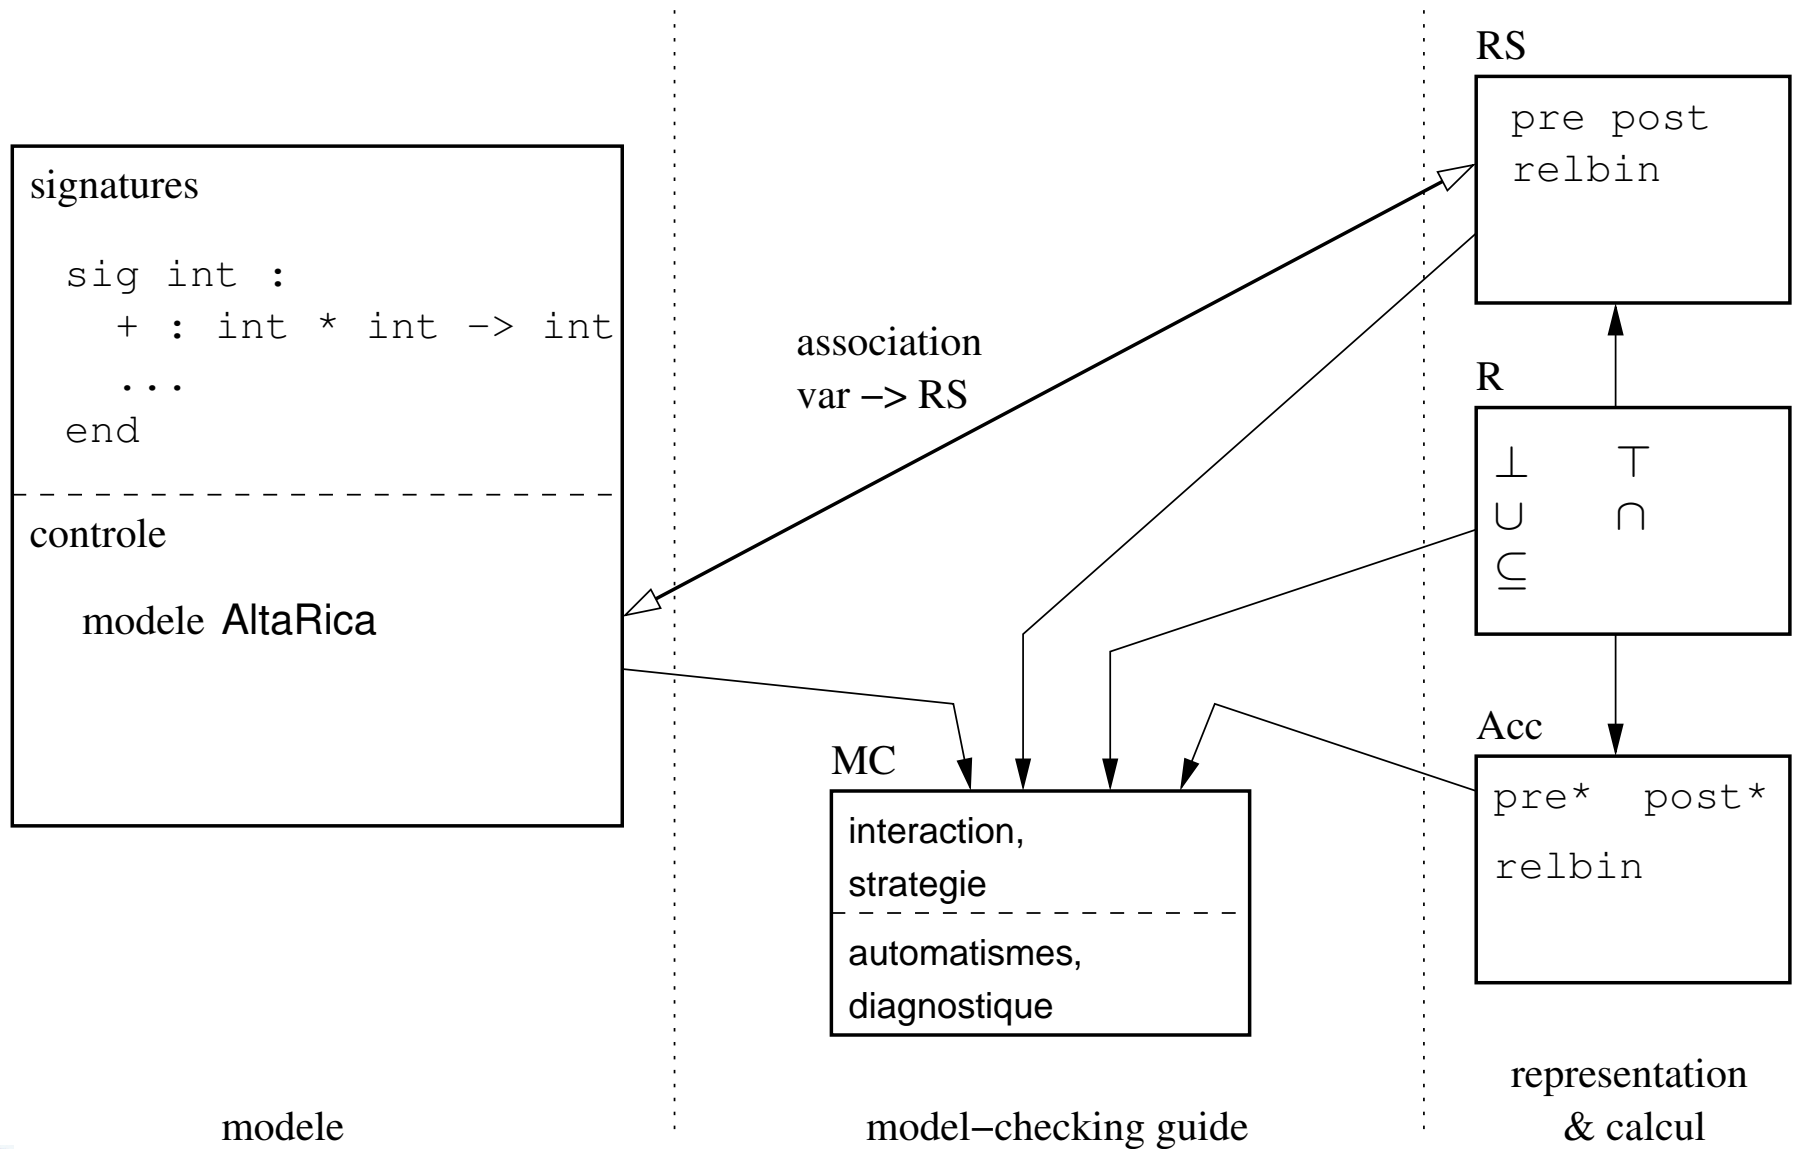 signatures
sig int :
+ : int * int −> int
...
end
controle
modele AltaRica
modele
association
var −> RS
MC
interaction,
strategie
automatismes,
diagnostique
model−checking guide
RS
pre post
relbin
R
⊥ ⊤
∪ ∩
⊆
Acc
pre* post*
relbin
representation
& calcul